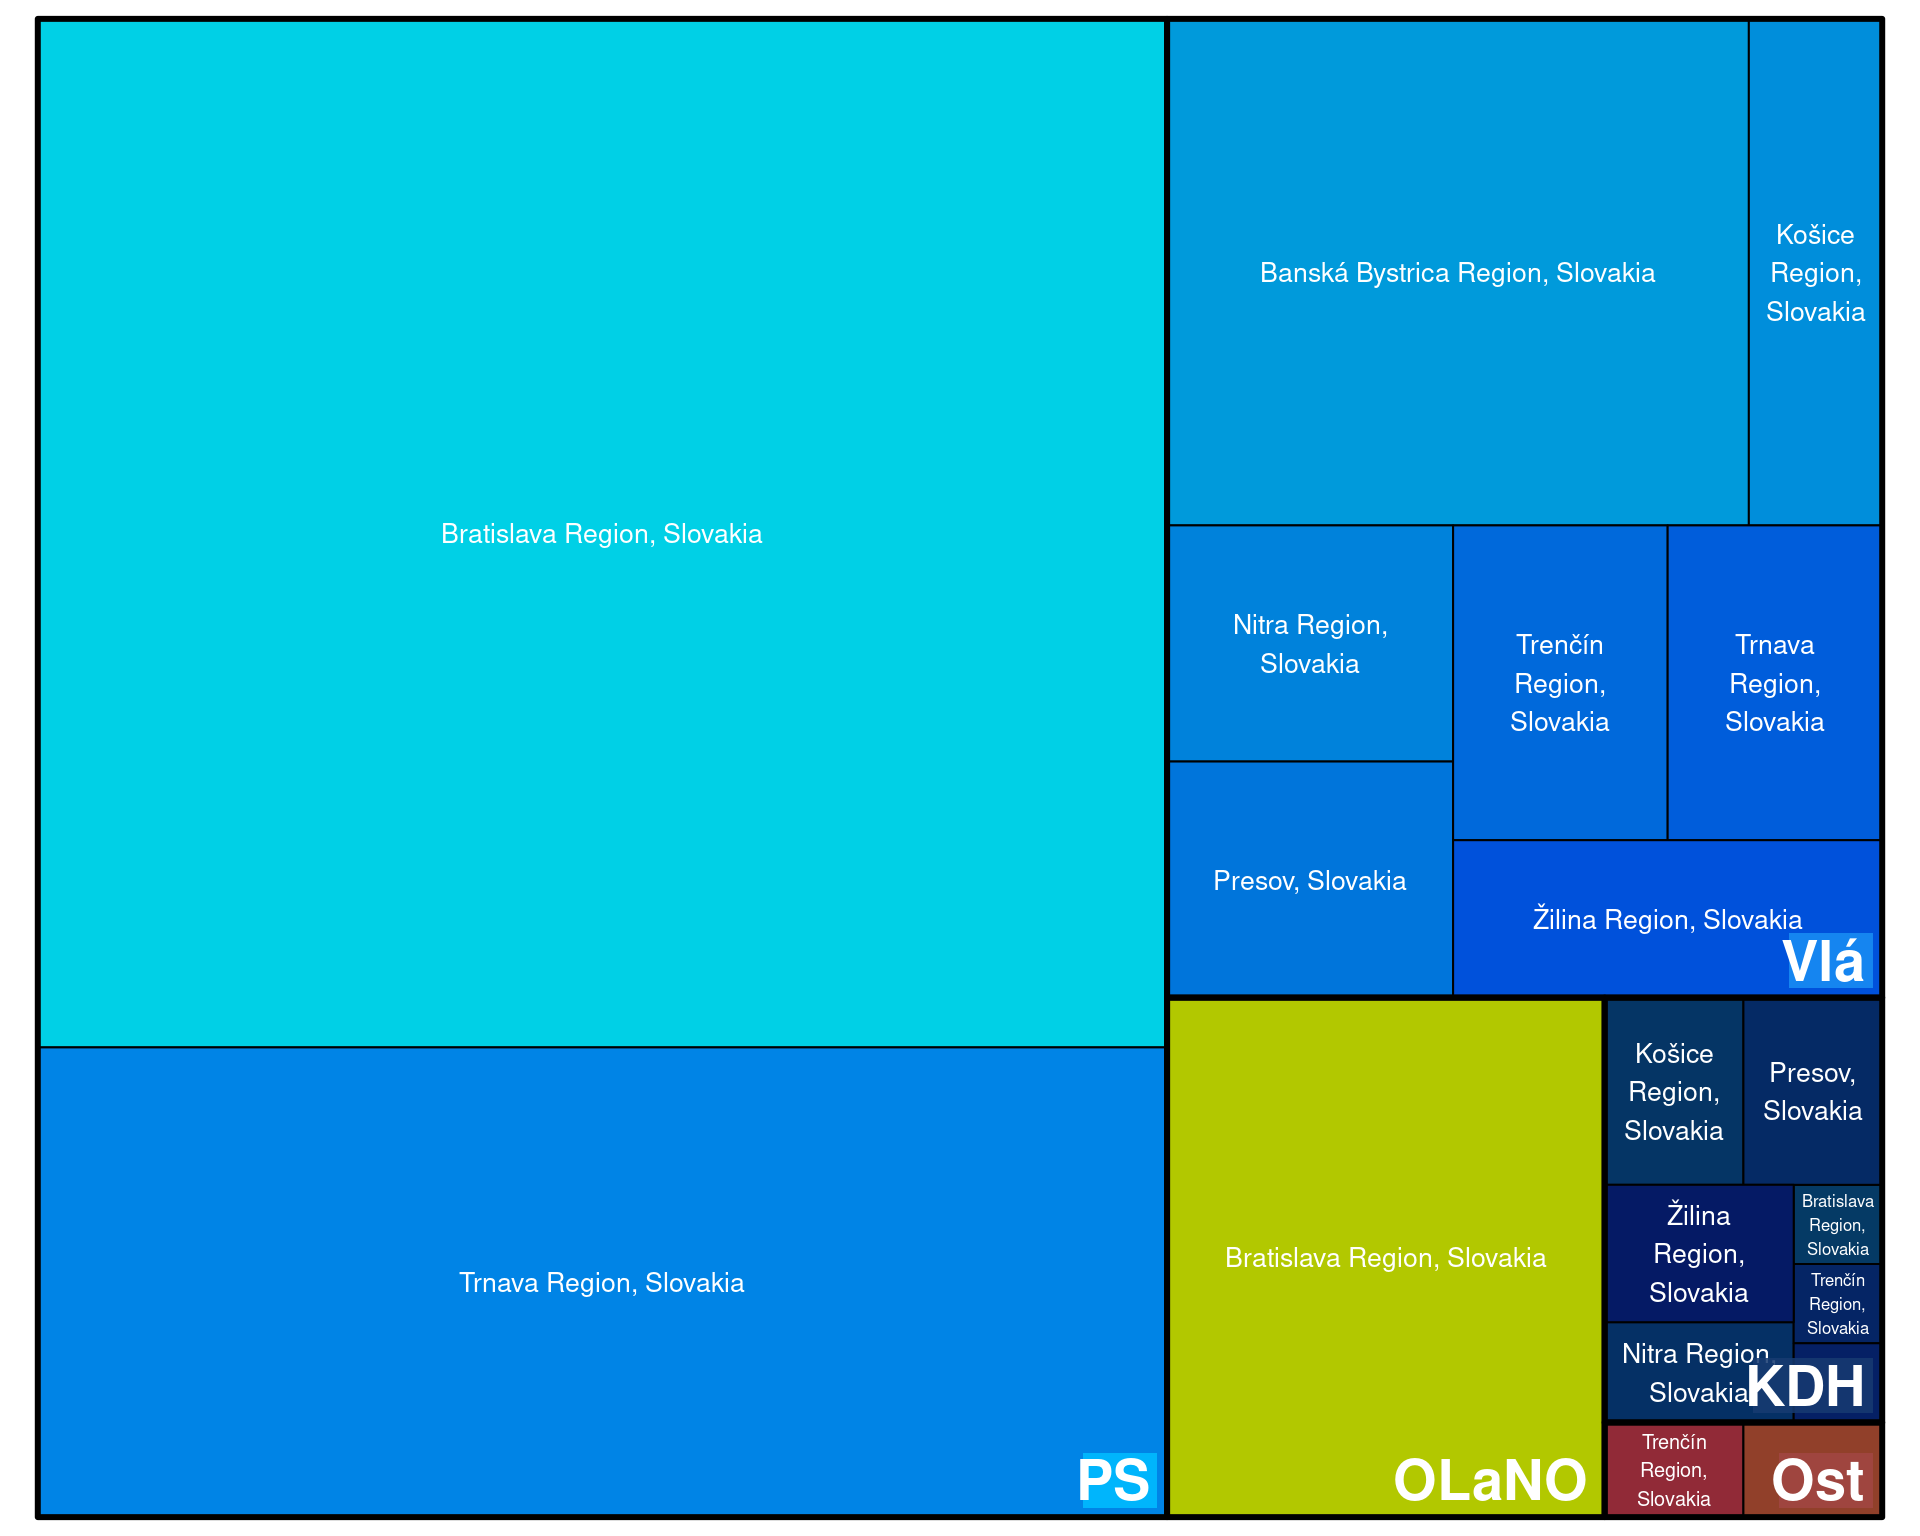 Bratislava Region, Slovakia
Trnava Region, Slovakia
PS
Banská Bystrica Region, Slovakia
Košice
Region,
Slovakia
Nitra Region,
Slovakia
Presov, Slovakia
Trenčín
Region,
Slovakia
Trnava
Region,
Slovakia
Žilina Region, Slovakia
Vlá
Bratislava Region, Slovakia
OLaNO
Košice
Region,
Slovakia
Presov,
Slovakia
Žilina
Region,
Slovakia
Bratislava
Region,
Slovakia
Trenčín
Region,
Slovakia
Nitra Region,
Slovakia
KDH
Trenčín
Region,
Slovakia
Ost